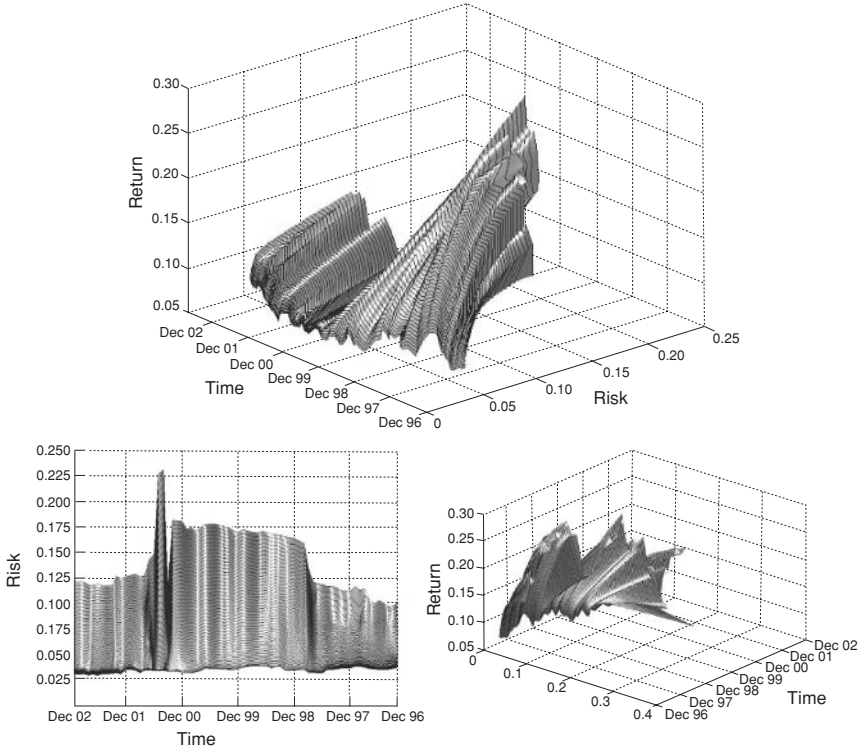 0.30
0.25
0.20
0.15
0.10
0.05
Return
Dec 02
Dec 01
Dec 00
Dec 99
Dec 98
Dec 97
Dec 96
Time
0
0.05
0.10
0.15
0.20
0.25
Risk
0.250
0.225
0.200
0.175
0.150
0.125
0.100
0.175
0.050
0.025
Risk
Dec 02 Dec 01 Dec 00 Dec 99 Dec 98 Dec 97 Dec 96
Time
0.30
0.25
0.20
0.15
0.10
0.05
Return
0
0.1
0.2
0.3
0.4
Dec 96
Dec 97
Dec 98
Dec 99
Dec 00
Dec 01
Dec 02
Time